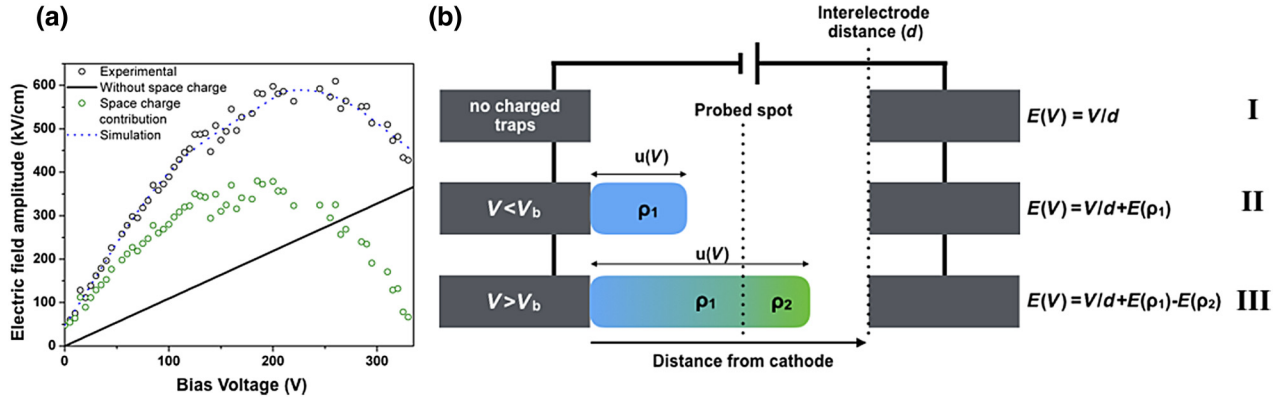 (a)
Electric field amplitude (kV/cm)
600
500
400
300
200
100
0
Experimental
Without space charge
Space charge
contribution
Simulation
0
100
200
300
Bias Voltage (V)
(b)
Interelectrode
distance (d)
no charged
traps
Probed spot
E(V) = V/d
I
u(V)
V<Vb
ρ1
E(V) = V/d+E(ρ1)
II
u(V)
V>Vb
ρ1
ρ2
E(V) = V/d+E(ρ1)-E(ρ2)
III
Distance from cathode